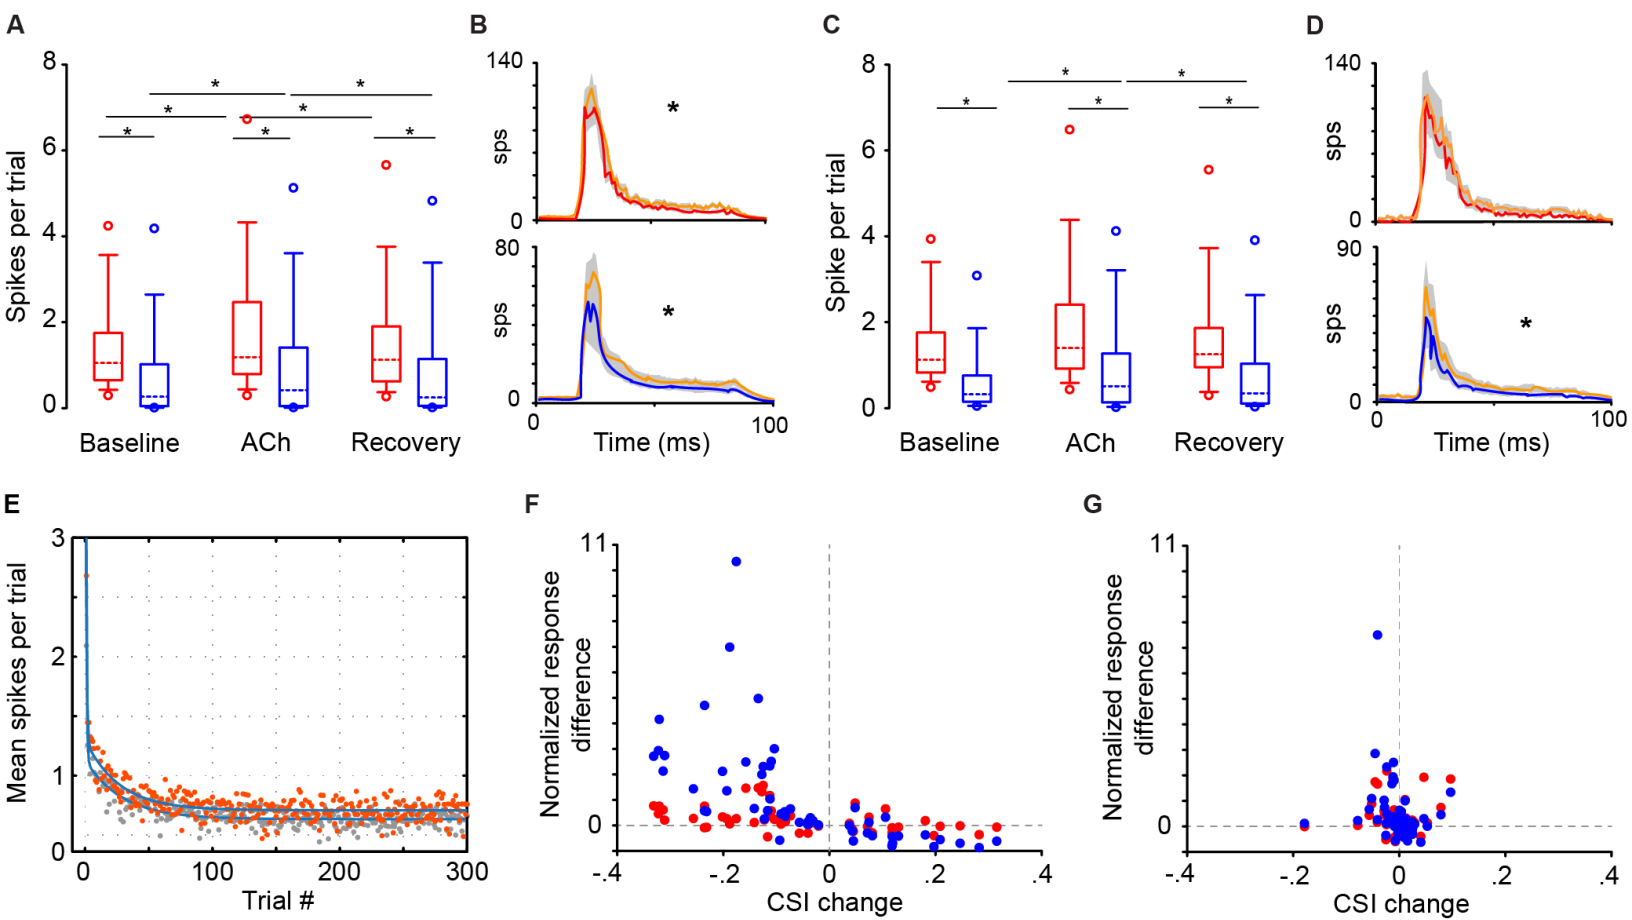 A
8
6
4
2
0
Spikes per trial
*
*
*
*
*
*
*
Baseline
ACh
Recovery
B
140
sps
0
*
80
sps
0
*
0
100
Time (ms)
C
8
6
4
2
0
Spike per trial
*
*
*
*
*
Baseline
ACh
Recovery
D
140
sps
0
90
sps
0
*
0
100
Time (ms)
E
3
2
1
0
Mean spikes per trial
0
100
200
300
Trial #
F
11
0
Normalized response
difference
-.4
-.2
0
.2
.4
CSI change
G
11
0
Normalized response
difference
-.4
-.2
0
.2
.4
CSI change